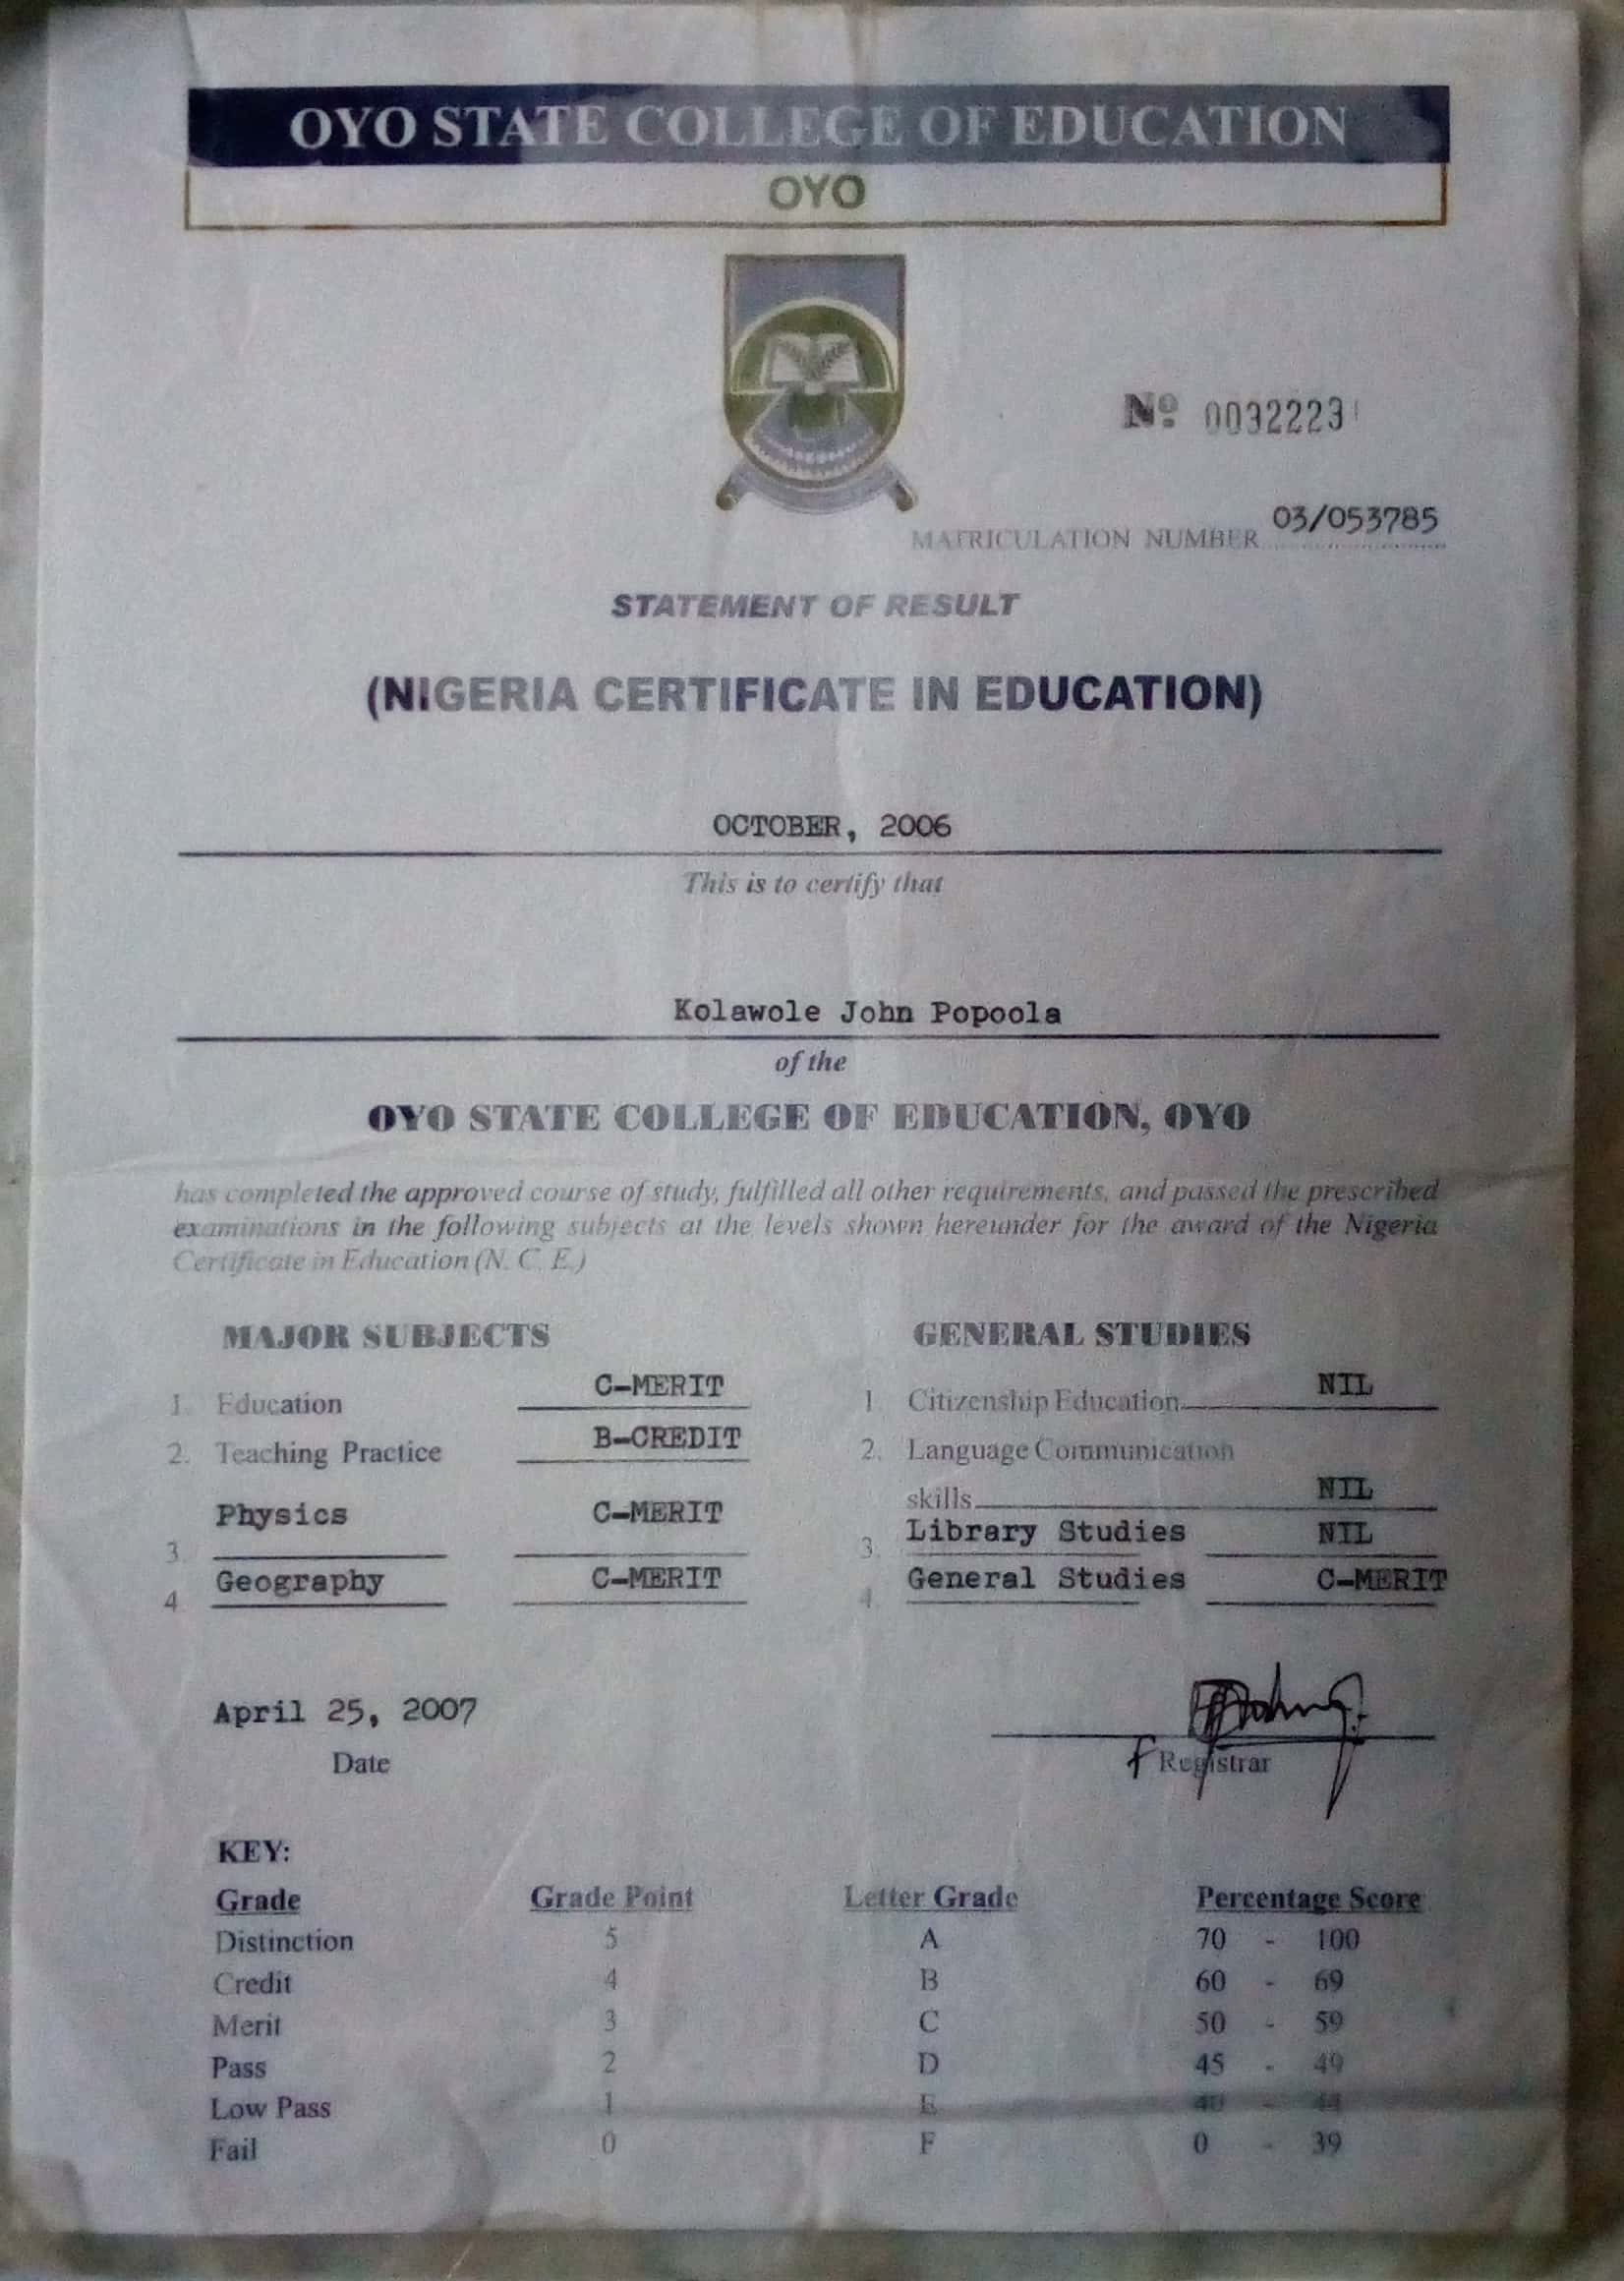 OYO STATE COLLEGE OF EDUCATION
OYO
Nº 0032223
MATRICULATION NUMBER 03/053785
STATEMENT OF RESULT
(NIGERIA CERTIFICATE IN EDUCATION)
OCTOBER, 2006
This is to certify that
Kolawole John Popoola
of the
OYO STATE COLLEGE OF EDUCATION, OYO
has completed the approved course of study, fulfilled all other requirements, and passed the prescribed
examinations in the following subjects at the levels shown hereunder for the award of the Nigeria
Certificate in Education (N. C. E.)
MAJOR SUBJECTS
1. Education C-MERIT
2. Teaching Practice B-CREDIT
3. Physics C-MERIT
4. Geography C-MERIT
GENERAL STUDIES
1. Citizenship Education NIL
2. Language Communication
skills NIL
3. Library Studies NIL
4. General Studies C-MERIT
April 25, 2007
Date
f Registrar
KEY:
Grade Grade Point Letter Grade Percentage Score
Distinction 5 A 70 - 100
Credit 4 B 60 - 69
Merit 3 C 50 - 59
Pass 2 D 45 - 49
Low Pass 1 E 40 - 44
Fail 0 F 0 - 39